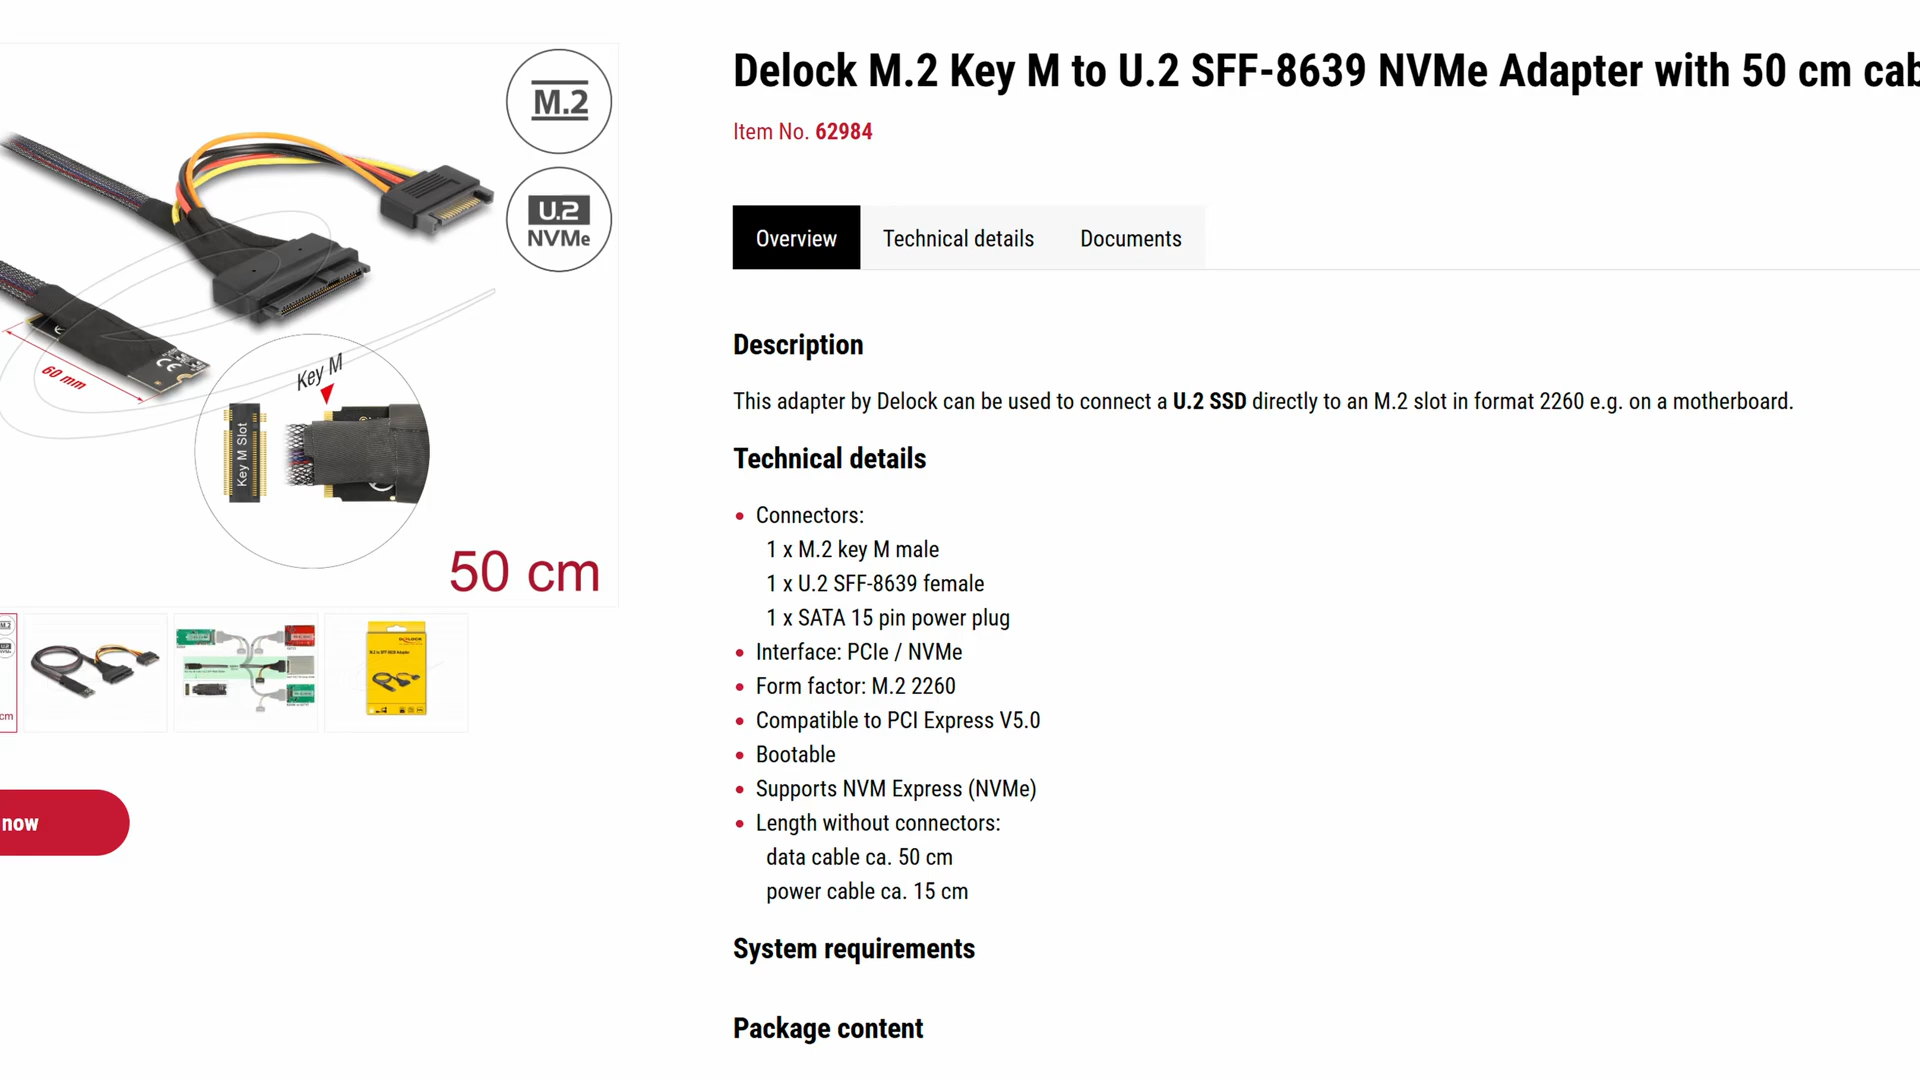 Delock M.2 Key M to U.2 SFF-8639 NVMe Adapter with 50 cm cab
Item No. 62984
Overview
Technical details
Documents
Description
This adapter by Delock can be used to connect a U.2 SSD directly to an M.2 slot in format 2260 e.g. on a motherboard.
Technical details
Connectors:
1 x M.2 key M male
1 x U.2 SFF-8639 female
1 x SATA 15 pin power plug
Interface: PCIe / NVMe
Form factor: M.2 2260
Compatible to PCI Express V5.0
Bootable
Supports NVM Express (NVMe)
Length without connectors:
data cable ca. 50 cm
power cable ca. 15 cm
System requirements
Package content
M.2
U.2
NVMe
60 mm
Key M
Key M Slot
50 cm
cm
now